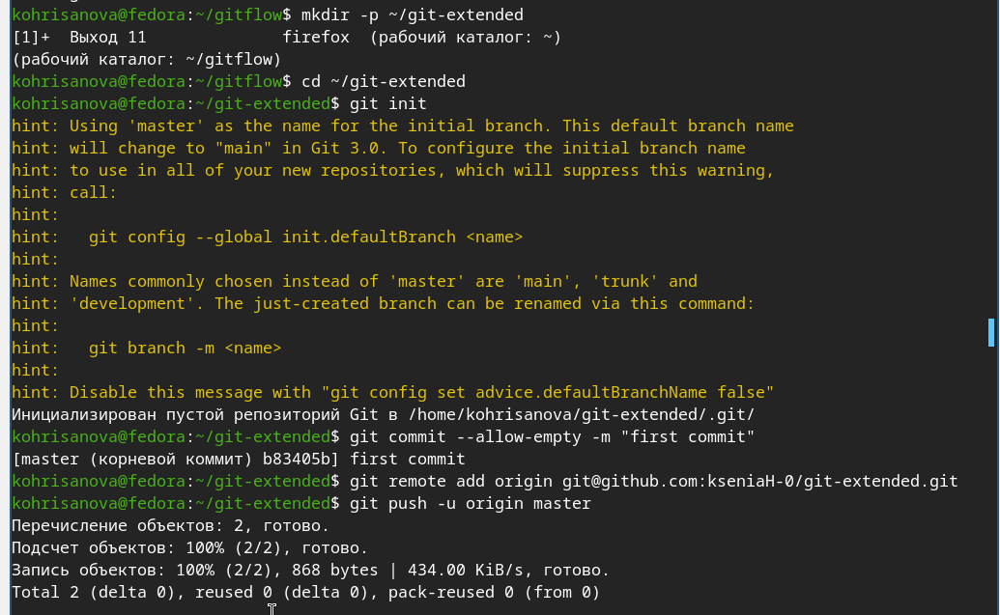 kohrisanova@fedora:~/gitflow$ mkdir -p ~/git-extended
[1]+  Выход 11              firefox  (рабочий каталог: ~)
(рабочий каталог: ~/gitflow)
kohrisanova@fedora:~/gitflow$ cd ~/git-extended
kohrisanova@fedora:~/git-extended$ git init
hint: Using 'master' as the name for the initial branch. This default branch name
hint: will change to "main" in Git 3.0. To configure the initial branch name
hint: to use in all of your new repositories, which will suppress this warning,
hint: call:
hint:
hint:   git config --global init.defaultBranch <name>
hint:
hint: Names commonly chosen instead of 'master' are 'main', 'trunk' and
hint: 'development'. The just-created branch can be renamed via this command:
hint:
hint:   git branch -m <name>
hint:
hint: Disable this message with "git config set advice.defaultBranchName false"
Инициализирован пустой репозиторий Git в /home/kohrisanova/git-extended/.git/
kohrisanova@fedora:~/git-extended$ git commit --allow-empty -m "first commit"
[master (корневой коммит) b83405b] first commit
kohrisanova@fedora:~/git-extended$ git remote add origin git@github.com:kseniaH-0/git-extended.git
kohrisanova@fedora:~/git-extended$ git push -u origin master
Перечисление объектов: 2, готово.
Подсчет объектов: 100% (2/2), готово.
Запись объектов: 100% (2/2), 868 bytes | 434.00 KiB/s, готово.
Total 2 (delta 0), reused 0 (delta 0), pack-reused 0 (from 0)